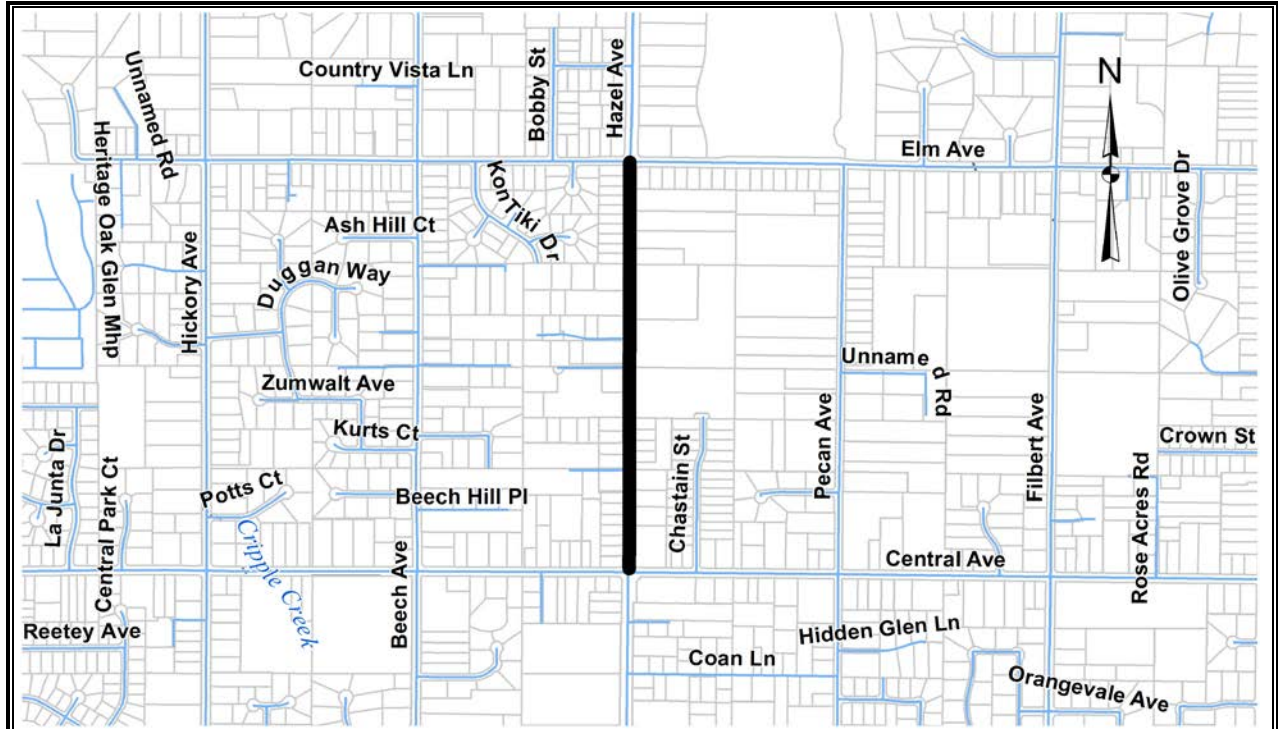 Country Vista Ln
Bobby St
Hazel Ave
N
Unnamed Rd
Elm Ave
Heritage Oak Glen Mhp
KonTiki Dr
Olive Grove Dr
Ash Hill Ct
Hickory Ave
Duggan Way
Unnamed Rd
Zumwalt Ave
Kurts Ct
Pecan Ave
Filbert Ave
Crown St
La Junta Dr
Central Park Ct
Potts Ct
Beech Hill Pl
Chastain St
Rose Acres Rd
Cripple Creek
Beech Ave
Central Ave
Reetey Ave
Hidden Glen Ln
Coan Ln
Orangevale Ave